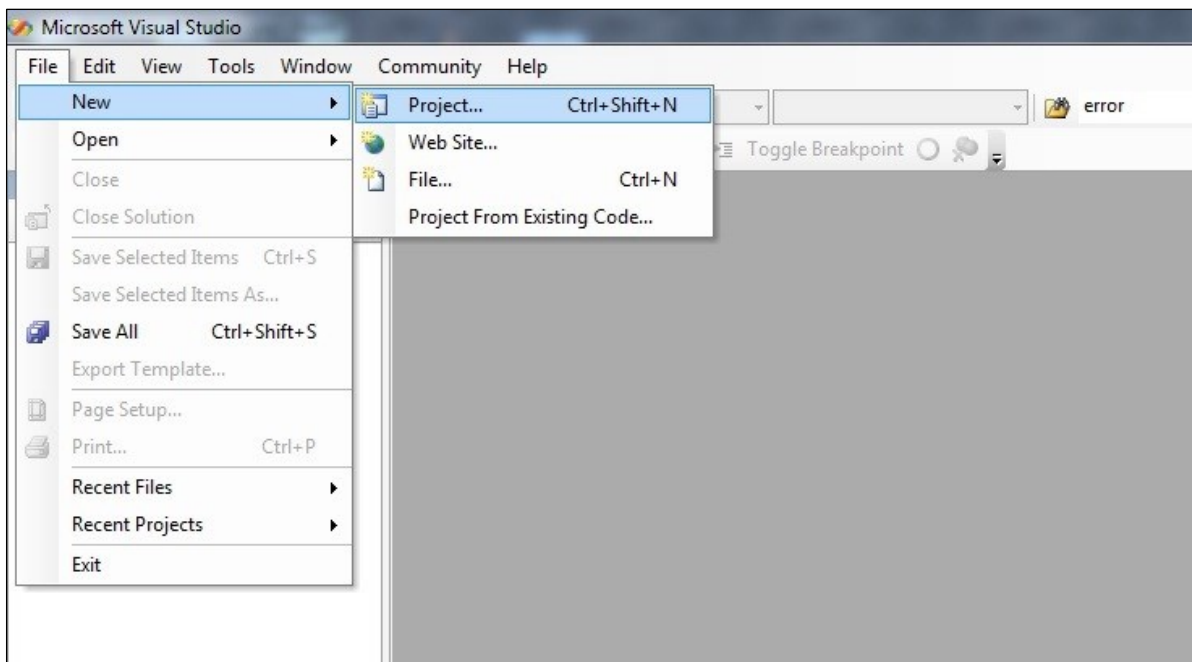 Microsoft Visual Studio
File Edit View Tools Window Community Help
New
Project... Ctrl+Shift+N
error
Open
Web Site...
Toggle Breakpoint
Close
File... Ctrl+N
Close Solution
Project From Existing Code...
Save Selected Items Ctrl+S
Save Selected Items As...
Save All Ctrl+Shift+S
Export Template...
Page Setup...
Print... Ctrl+P
Recent Files
Recent Projects
Exit